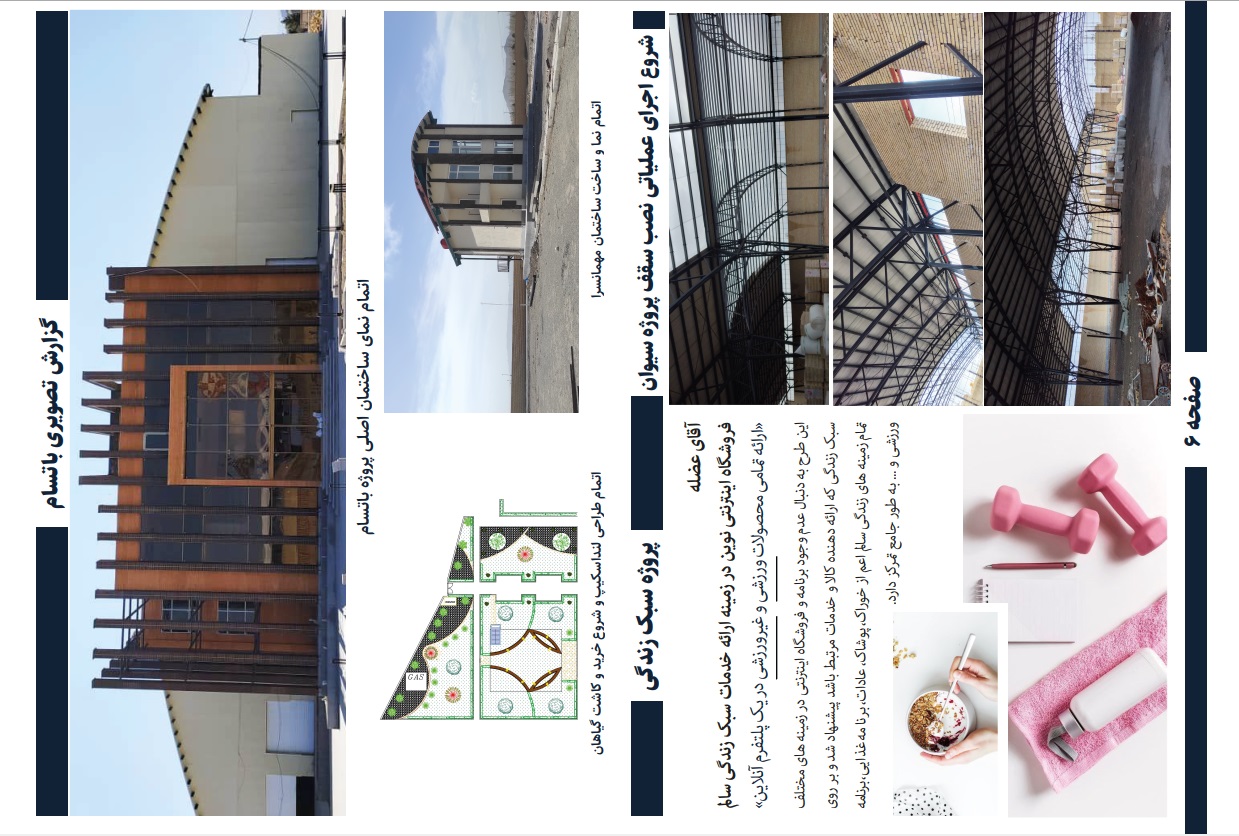 گزارش تصویری باتسام
اتمام نمای ساختمان اصلی پروژه باتسام
GAS
اتمام نما و ساخت ساختمان مهمانسرا
اتمام طراحی لنداسکیپ و شروع خرید و کاشت گیاهان
شروع اجرای عملیاتی نصب سقف پروژه سیوان
پروژه سبک زندگی
آقای عضله
فروشگاه اینترنتی نوین در زمینه ارائه خدمات سبک زندگی سالم
«ارائه تمامی محصولات ورزشی و غیرورزشی در یک پلتفرم آنلاین»
این طرح به دنبال عدم وجود برنامه و فروشگاه اینترنتی در زمینه های مختلف
سبک زندگی که ارائه دهنده کالا و خدمات مرتبط باشد پیشنهاد شد و بر روی
تمام زمینه های زندگی سالم اعم از خوراک، پوشاک، عادات، برنامه غذایی، برنامه
ورزشی و ... به طور جامع تمرکز دارد.
صفحه ۶